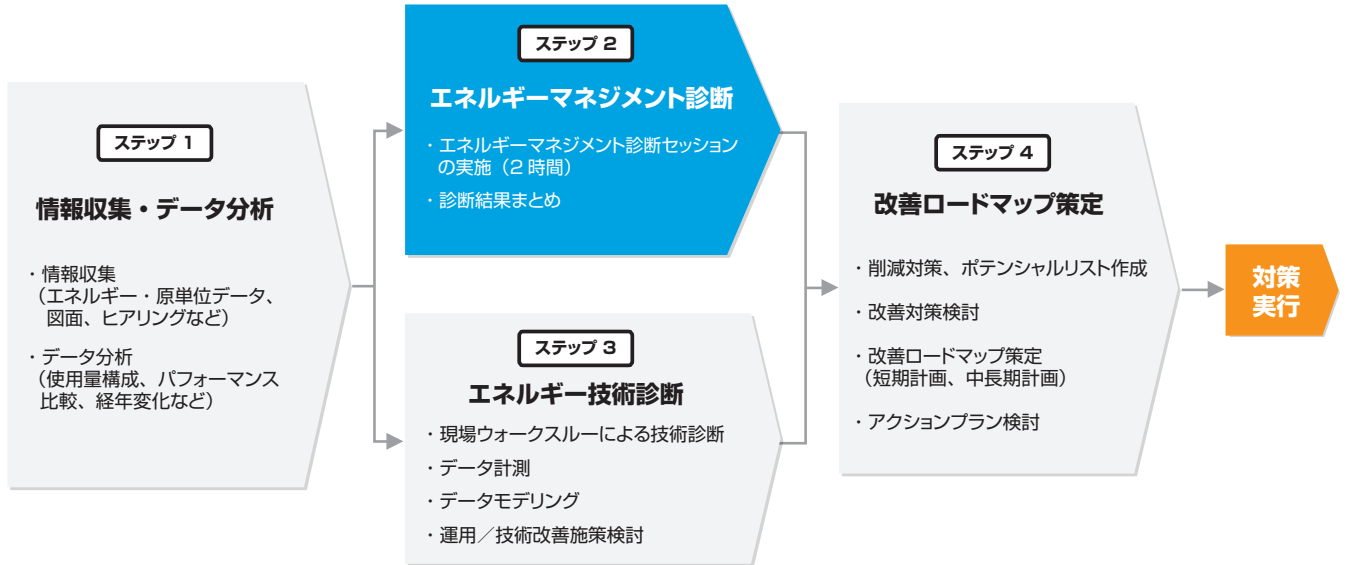 ステップ 1
情報収集・データ分析
・情報収集
（エネルギー・原単位データ、
図面、ヒアリングなど）
・データ分析
（使用量構成、パフォーマンス
比較、経年変化など）
ステップ 2
エネルギーマネジメント診断
・エネルギーマネジメント診断セッション
の実施（2 時間）
・診断結果まとめ
ステップ 3
エネルギー技術診断
・現場ウォークスルーによる技術診断
・データ計測
・データモデリング
・運用／技術改善施策検討
ステップ 4
改善ロードマップ策定
・削減対策、ポテンシャルリスト作成
・改善対策検討
・改善ロードマップ策定
（短期計画、中長期計画）
・アクションプラン検討
対策
実行